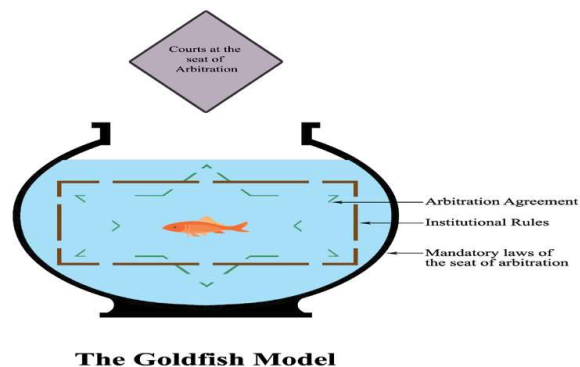 Courts at the
seat of
Arbitration
Arbitration Agreement
Institutional Rules
Mandatory laws of
the seat of arbitration
The Goldfish Model